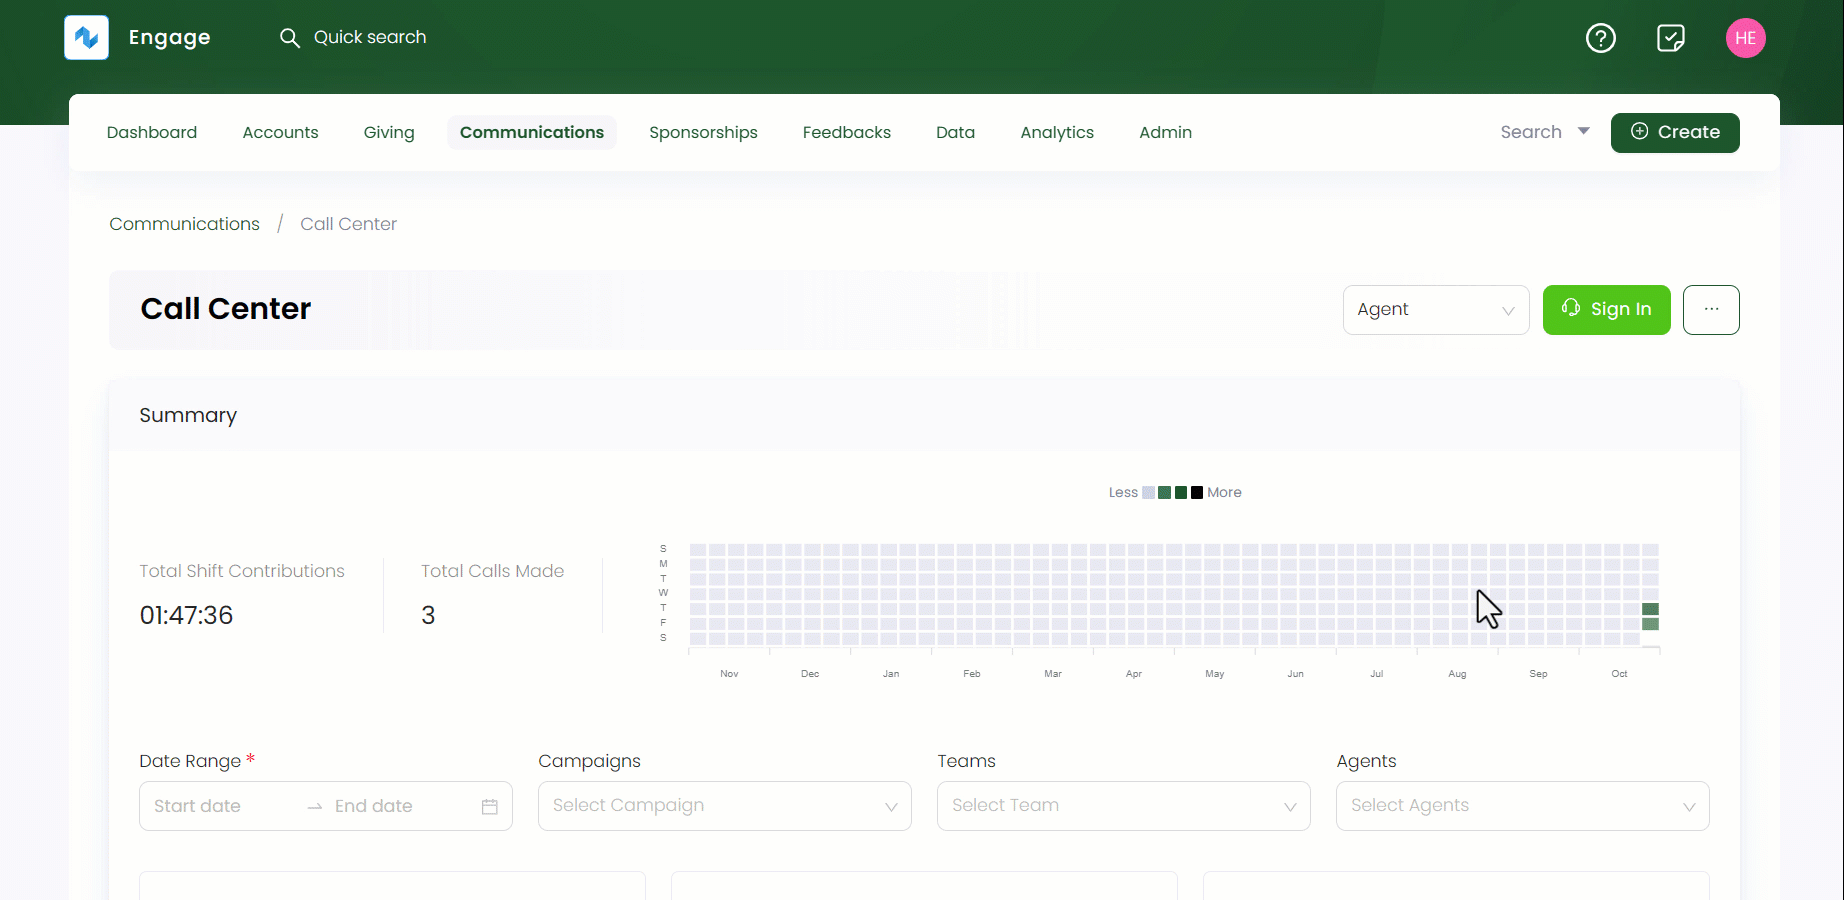 Engage
Quick search
HE
Dashboard Accounts Giving Communications Sponsorships Feedbacks Data Analytics Admin Search Create
Communications / Call Center
Call Center
Agent
Sign In
...
Summary
Less More
Total Shift Contributions
01:47:36
Total Calls Made
3
S
M
T
W
T
F
S
Nov Dec Jan Feb Mar Apr May Jun Jul Aug Sep Oct
Date Range * Campaigns Teams Agents
Start date → End date Select Campaign Select Team Select Agents